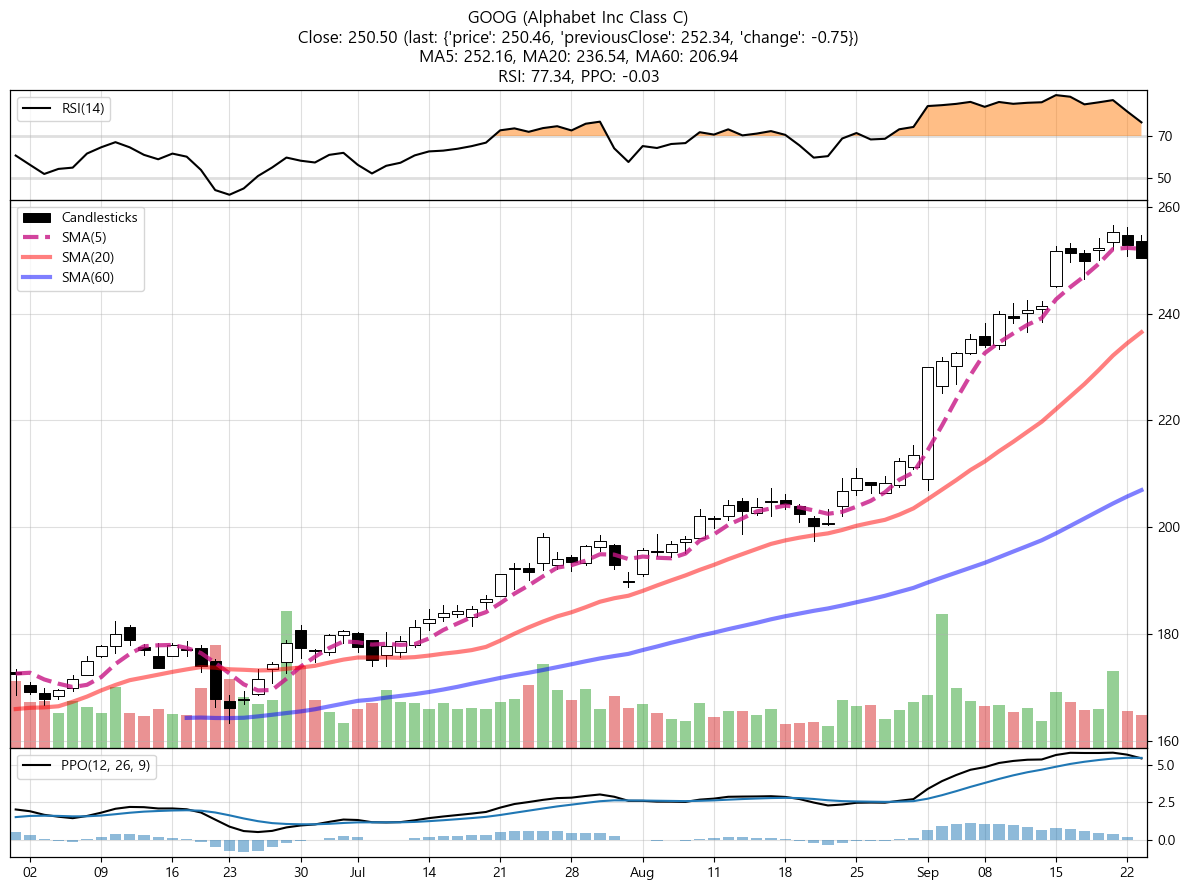 GOOG (Alphabet Inc Class C)
Close: 250.50 (last: {'price': 250.46, 'previousClose': 252.34, 'change': -0.75})
MA5: 252.16, MA20: 236.54, MA60: 206.94
RSI: 77.34, PPO: -0.03
RSI(14)
70
50
Candlesticks
SMA(5)
SMA(20)
SMA(60)
260
240
220
200
180
160
PPO(12, 26, 9)
5.0
2.5
0.0
02 09 16 23 30 Jul 14 21 28 Aug 11 18 25 Sep 08 15 22